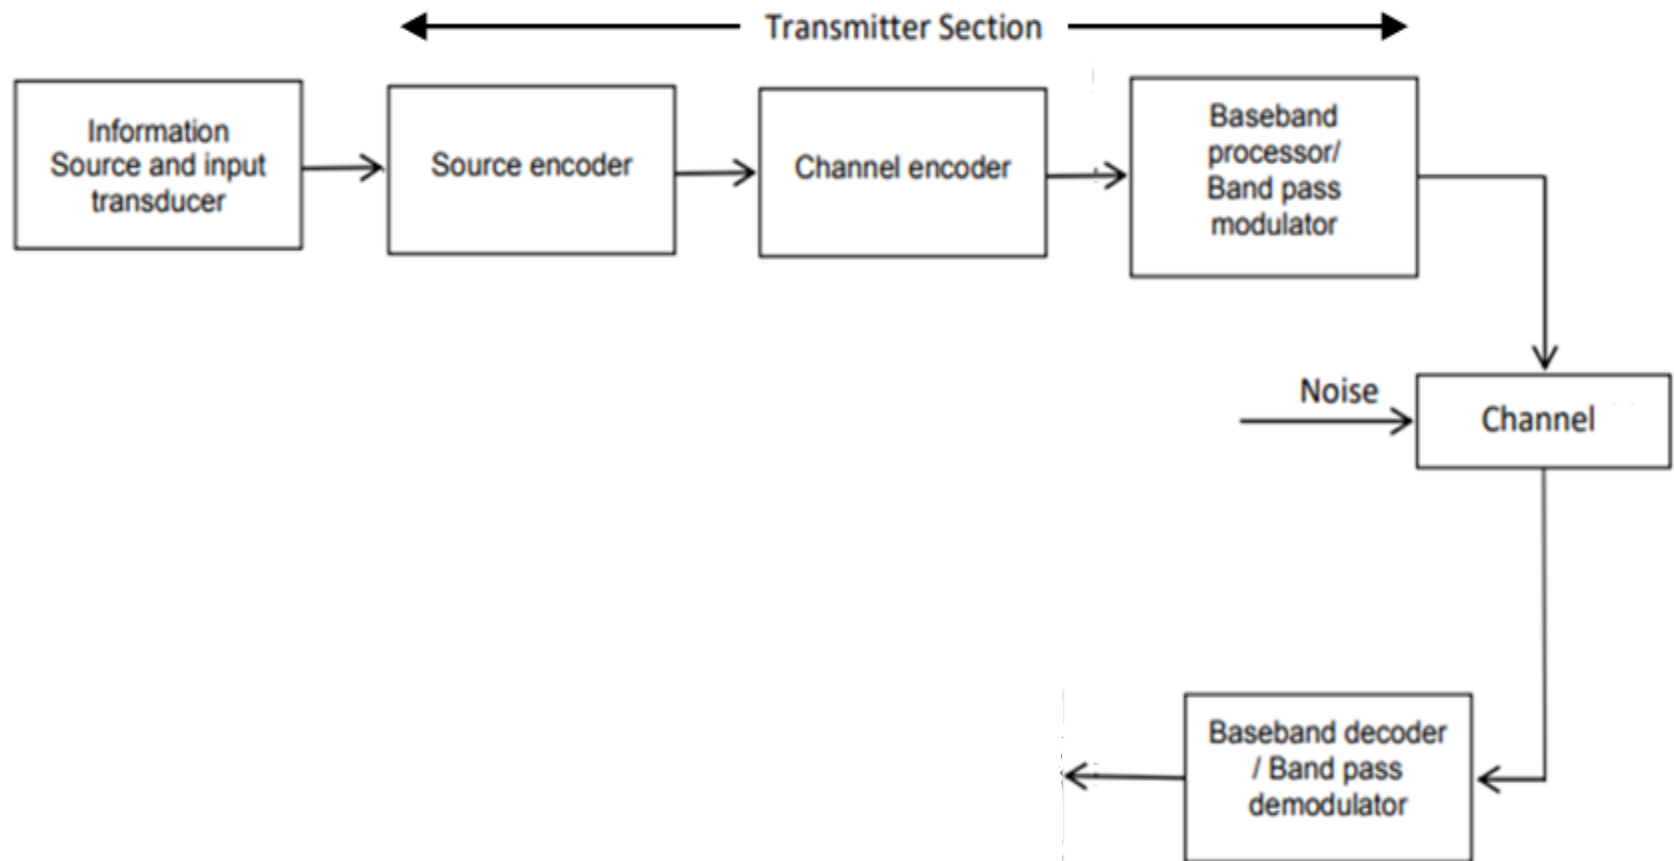 Transmitter Section
Information
Source and input
transducer
Source encoder
Channel encoder
Baseband
processor/
Band pass
modulator
Noise
Channel
Baseband decoder
/ Band pass
demodulator